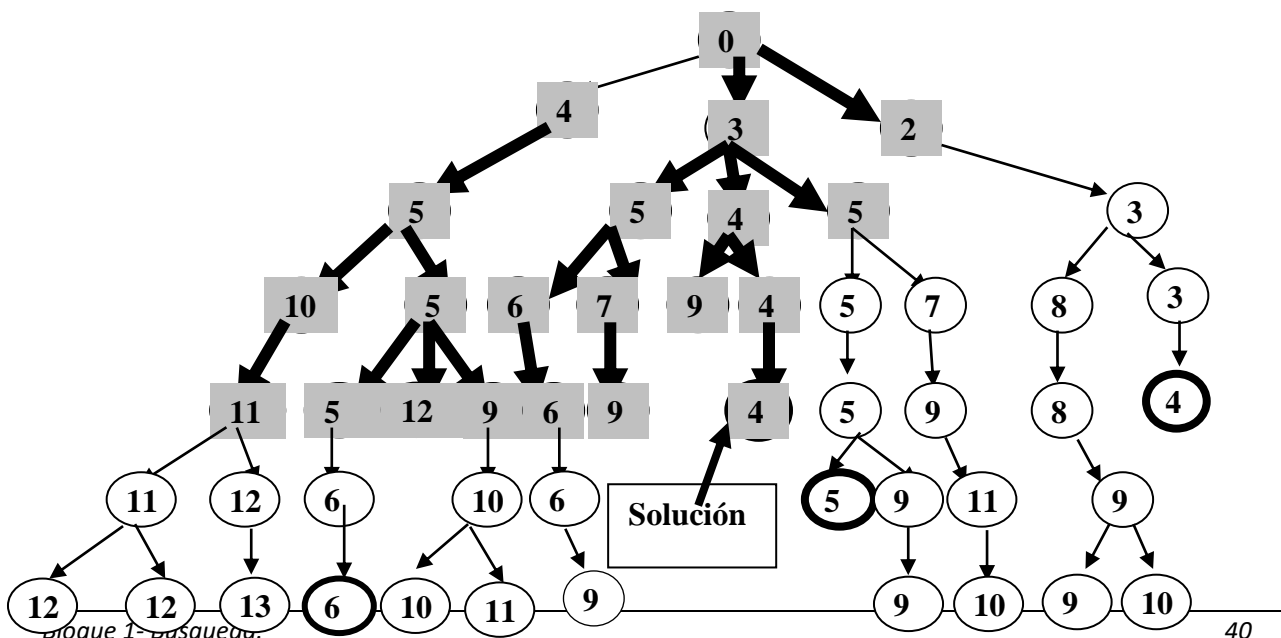 0
4 3 2
5 5 4 5 3
10 5 6 7 9 4 5 7 8 3
11 5 12 9 6 9 4 5 9 8 4
11 12 6 10 6 5 9 11 9
Solución
12 12 13 6 10 11 9 9 10 9 10
Bloque 1- Búsqueda. 40